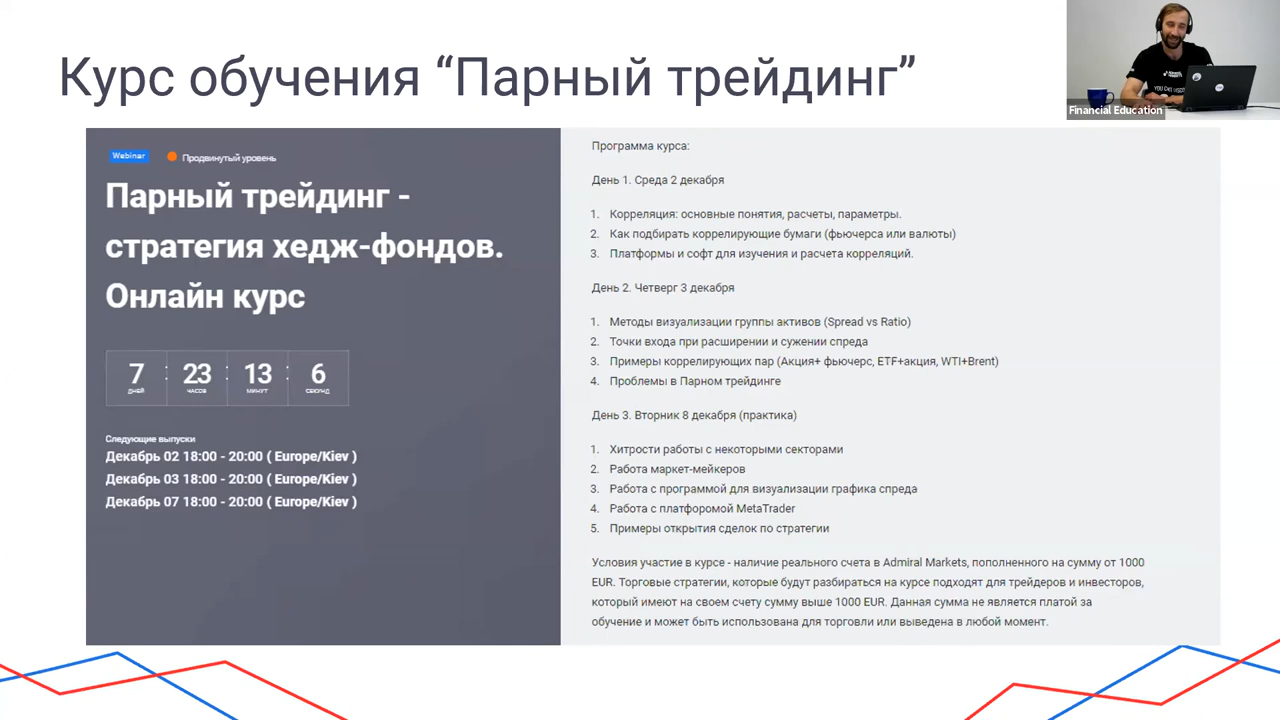 Курс обучения “Парный трейдинг”
Financial Education
Webinar
Продвинутый уровень
Парный трейдинг -
стратегия хедж-фондов.
Онлайн курс
7 : 23 : 13 : 6
ДНЕЙ ЧАСОВ МИНУТ СЕКУНД
Следующие выпуски
Декабрь 02 18:00 - 20:00 ( Europe/Kiev )
Декабрь 03 18:00 - 20:00 ( Europe/Kiev )
Декабрь 07 18:00 - 20:00 ( Europe/Kiev )
Программа курса:
День 1. Среда 2 декабря
1. Корреляция: основные понятия, расчеты, параметры.
2. Как подбирать коррелирующие бумаги (фьючерса или валюты)
3. Платформы и софт для изучения и расчета корреляций.
День 2. Четверг 3 декабря
1. Методы визуализации группы активов (Spread vs Ratio)
2. Точки входа при расширении и сужении спреда
3. Примеры коррелирующих пар (Акция+ фьючерс, ETF+акция, WTI+Brent)
4. Проблемы в Парном трейдинге
День 3. Вторник 8 декабря (практика)
1. Хитрости работы с некоторыми секторами
2. Работа маркет-мейкеров
3. Работа с программой для визуализации графика спреда
4. Работа с платфоромой MetaTrader
5. Примеры открытия сделок по стратегии
Условия участие в курсе - наличие реального счета в Admiral Markets, пополненного на сумму от 1000
EUR. Торговые стратегии, которые будут разбираться на курсе подходят для трейдеров и инвесторов,
который имеют на своем счету сумму выше 1000 EUR. Данная сумма не является платой за
обучение и может быть использована для торговли или выведена в любой момент.